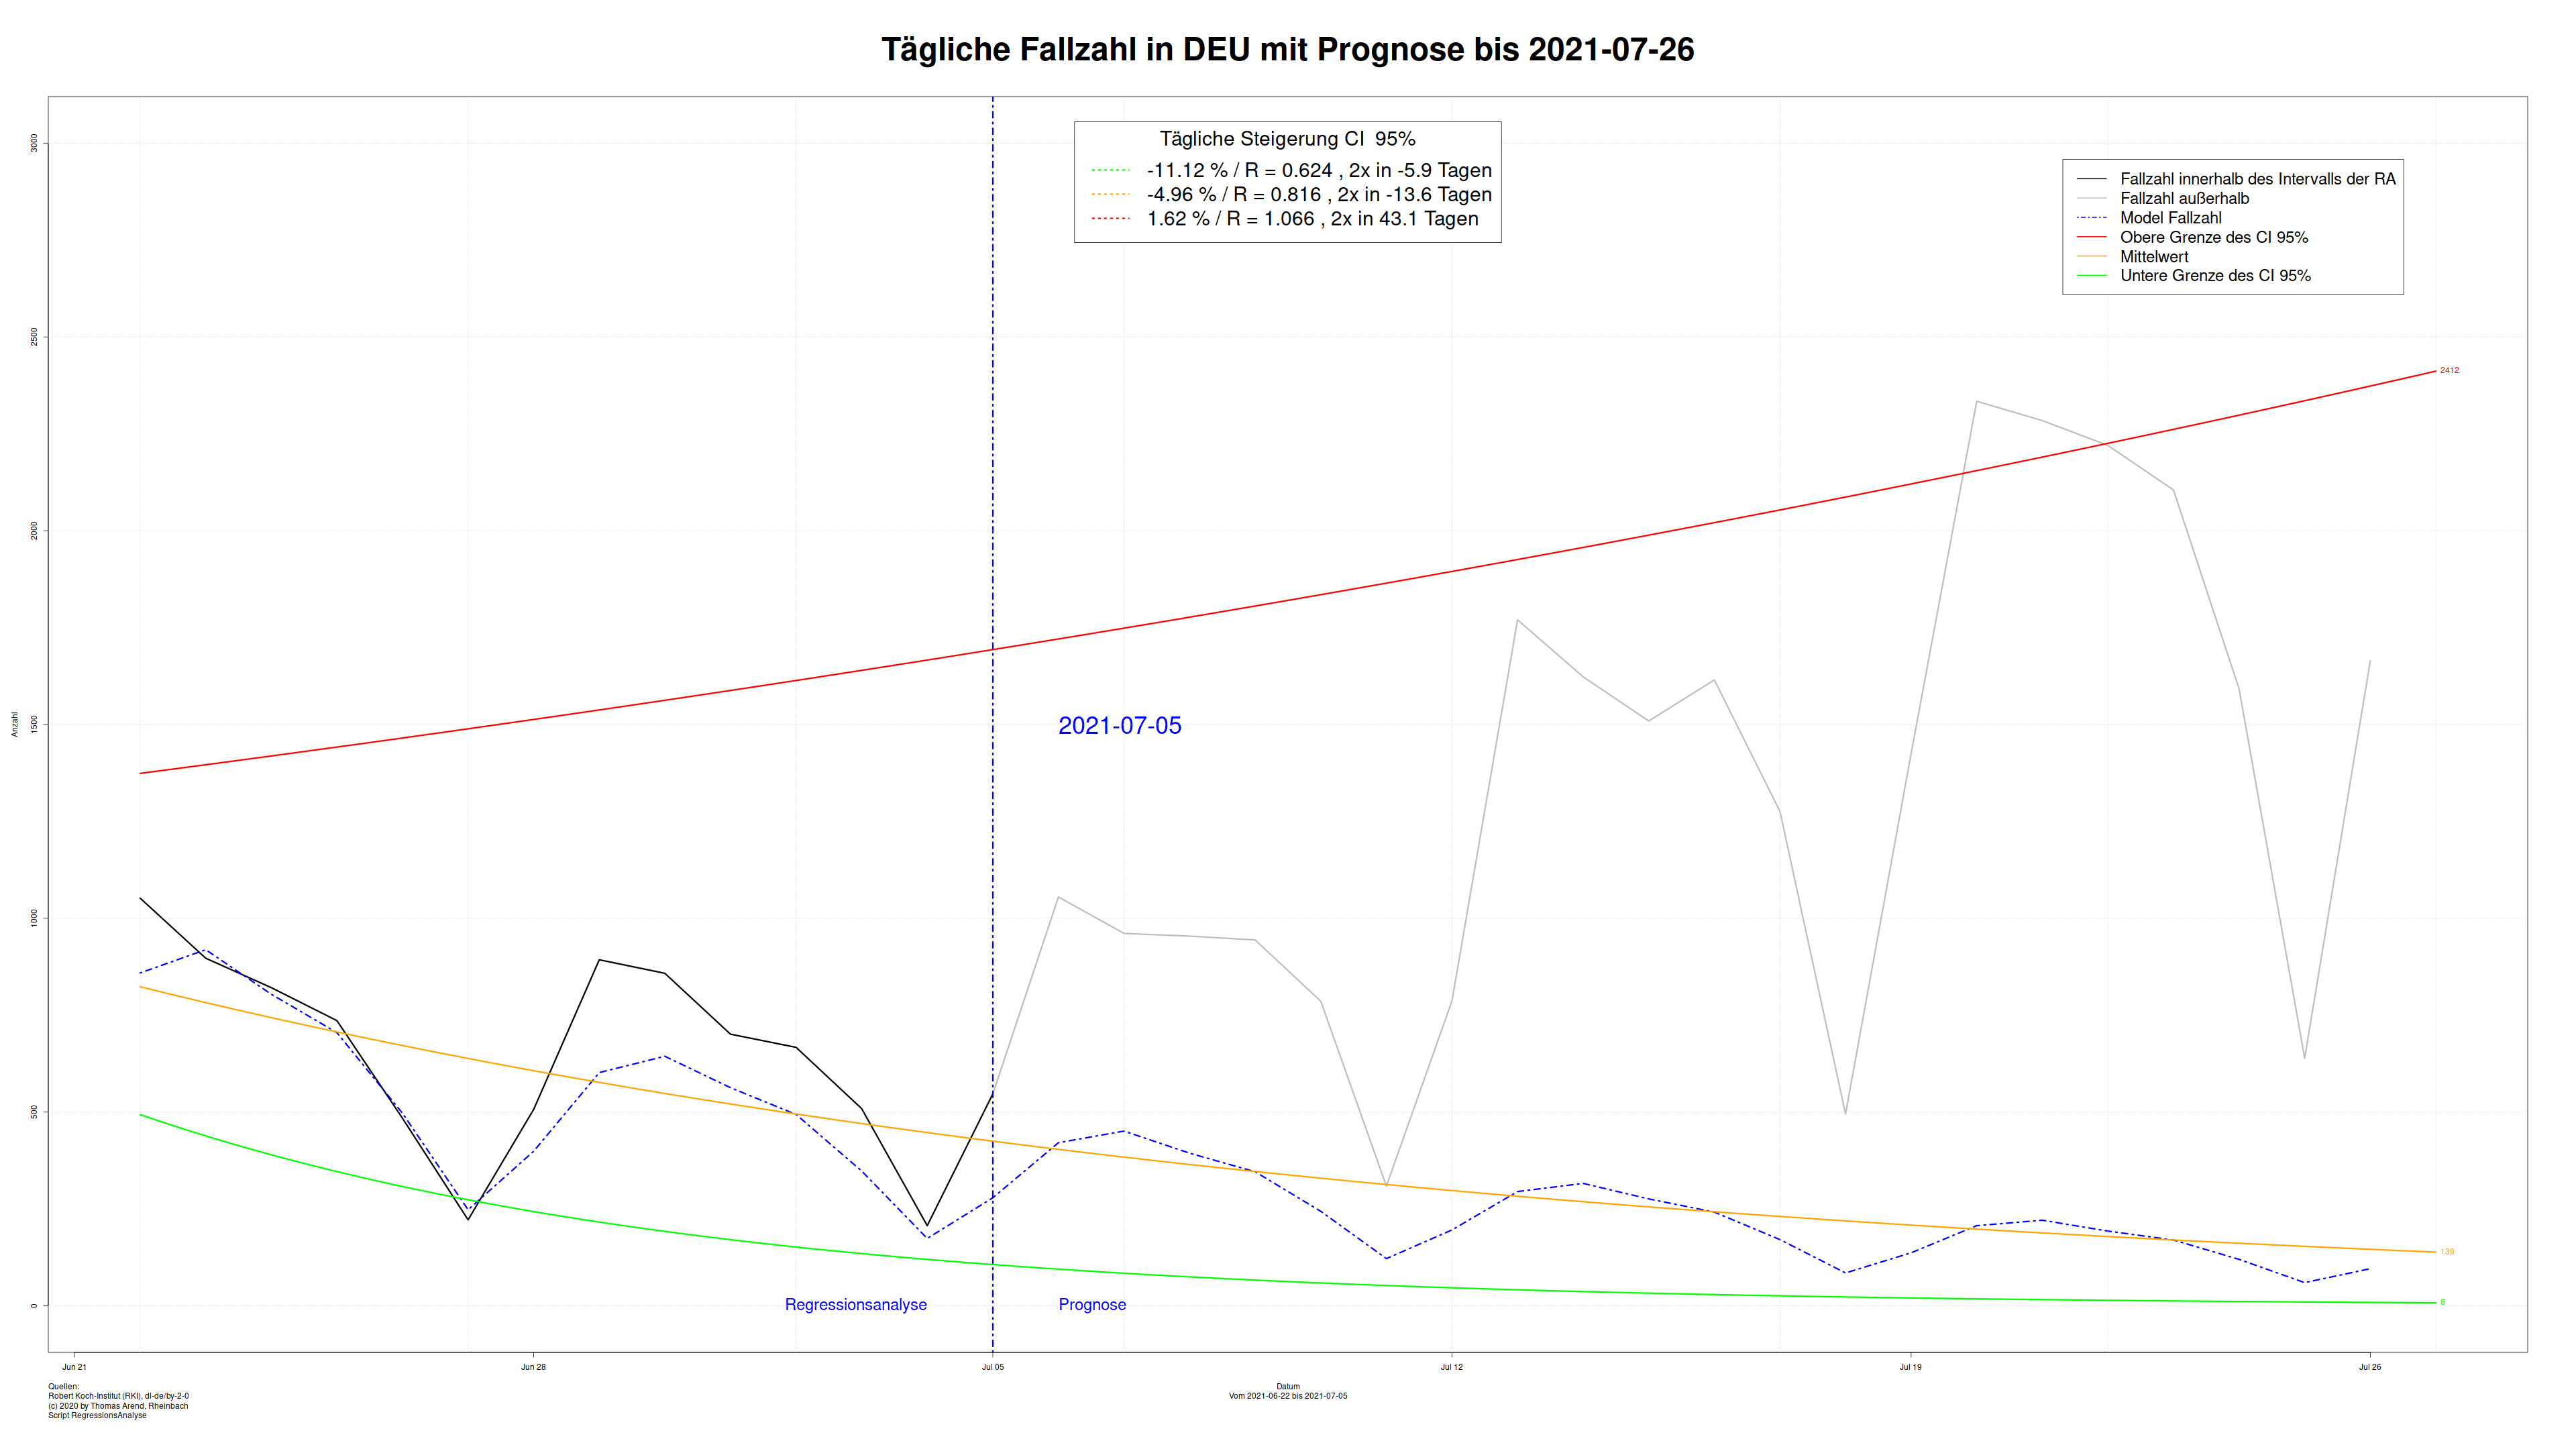 Tägliche Fallzahl in DEU mit Prognose bis 2021-07-26
Tägliche Steigerung CI 95%
-11.12 % / R = 0.624 , 2x in -5.9 Tagen
-4.96 % / R = 0.816 , 2x in -13.6 Tagen
1.62 % / R = 1.066 , 2x in 43.1 Tagen
Fallzahl innerhalb des Intervalls der RA
Fallzahl außerhalb
Model Fallzahl
Obere Grenze des CI 95%
Mittelwert
Untere Grenze des CI 95%
3000
2500
2000
1500
1000
500
0
Anzahl
2412
2021-07-05
139
8
Regressionsanalyse
Prognose
Jun 21
Jun 28
Jul 05
Jul 12
Jul 19
Jul 26
Datum
Vom 2021-06-22 bis 2021-07-05
Quellen:
Robert Koch-Institut (RKI), dl-de/by-2-0
(c) 2020 by Thomas Arend, Rheinbach
Script RegressionsAnalyse